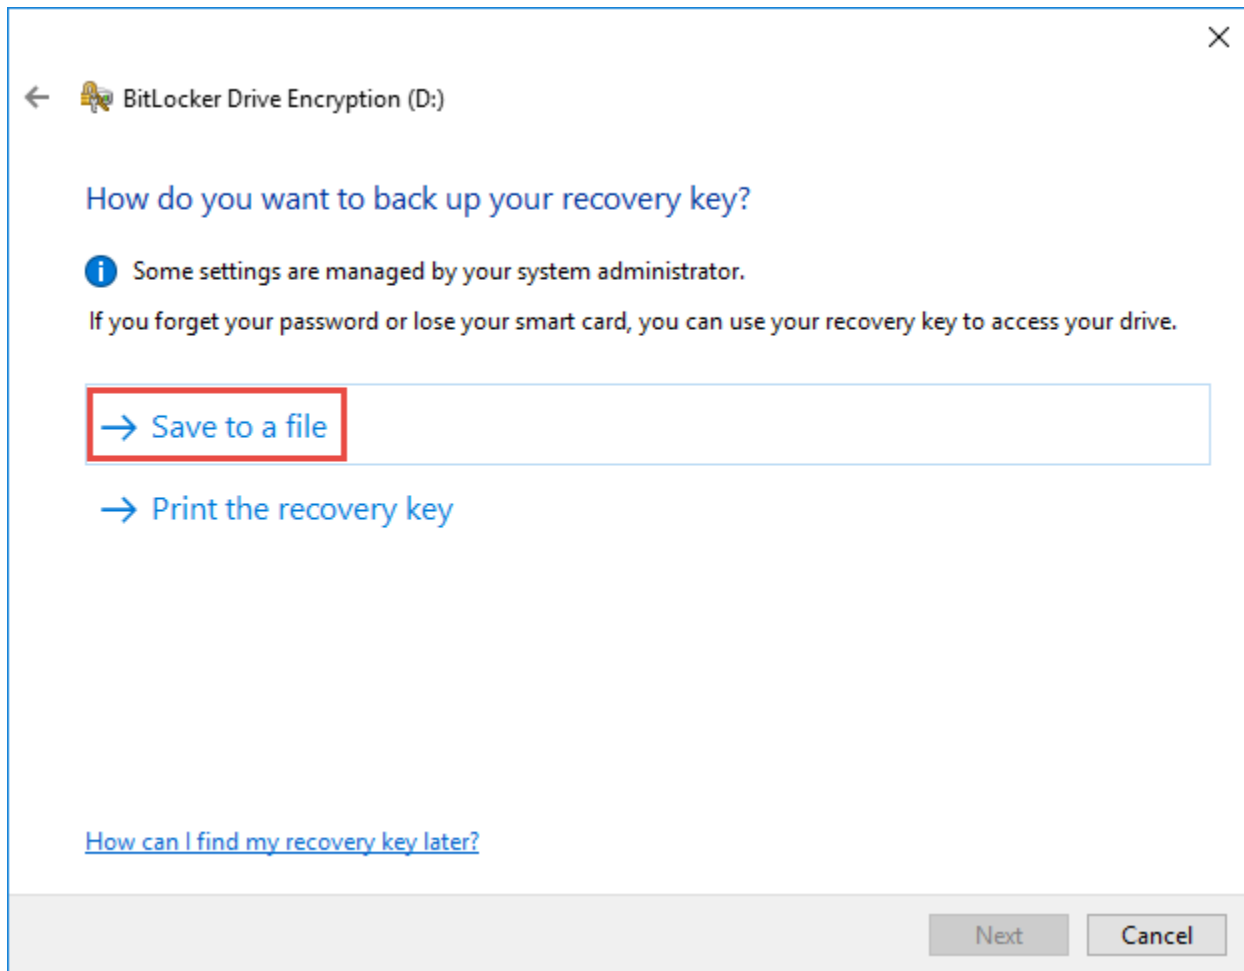 BitLocker Drive Encryption (D:)
How do you want to back up your recovery key?
Some settings are managed by your system administrator.
If you forget your password or lose your smart card, you can use your recovery key to access your drive.
Save to a file
Print the recovery key
How can I find my recovery key later?
Next Cancel